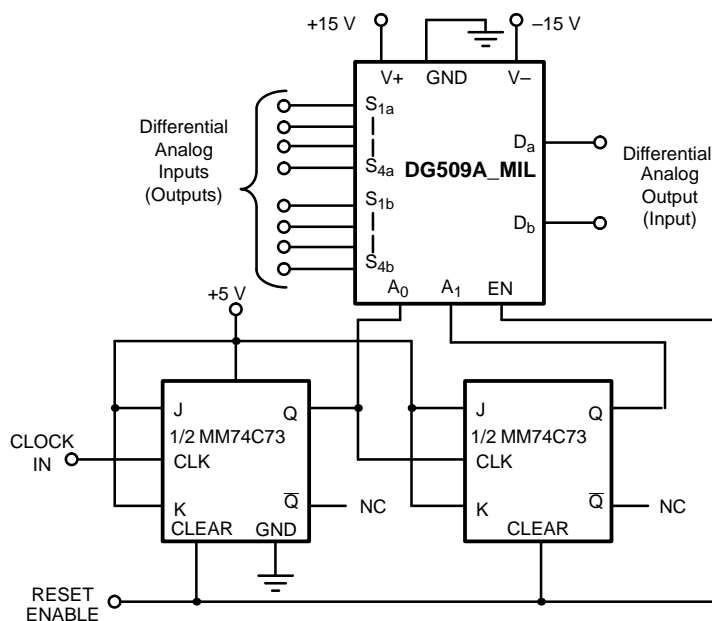 +15 V
–15 V
V+ GND V–
S1a
S4a
S1b
S4b
DG509A_MIL
Da
Db
A0 A1 EN
Differential
Analog
Inputs
(Outputs)
Differential
Analog
Output
(Input)
+5 V
J Q
1/2 MM74C73
CLK
K Q̅
CLEAR GND
NC
J Q
1/2 MM74C73
CLK
K Q̅
CLEAR
NC
CLOCK
IN
RESET
ENABLE